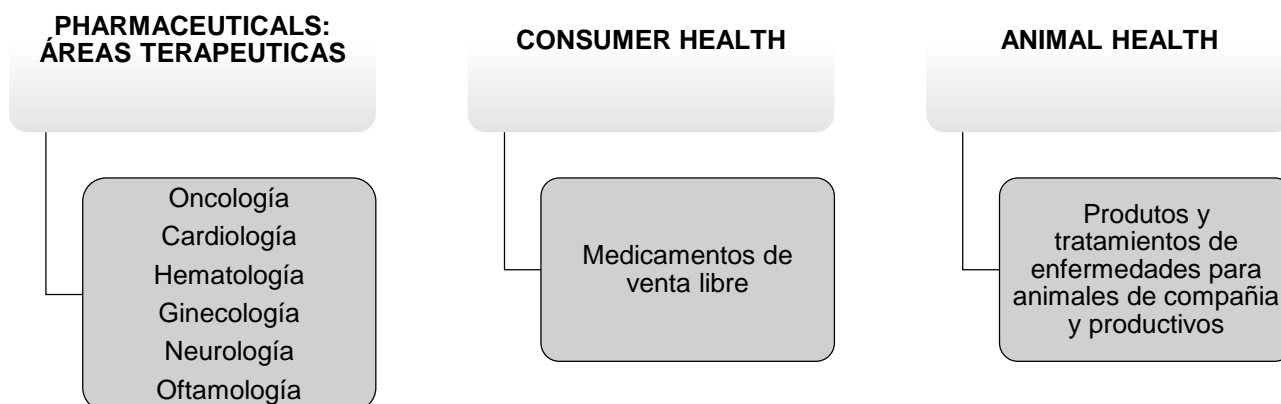 PHARMACEUTICALS:
ÁREAS TERAPEUTICAS
Oncología
Cardiología
Hematología
Ginecología
Neurología
Oftamología
CONSUMER HEALTH
Medicamentos de
venta libre
ANIMAL HEALTH
Produtos y
tratamientos de
enfermedades para
animales de compañia
y productivos